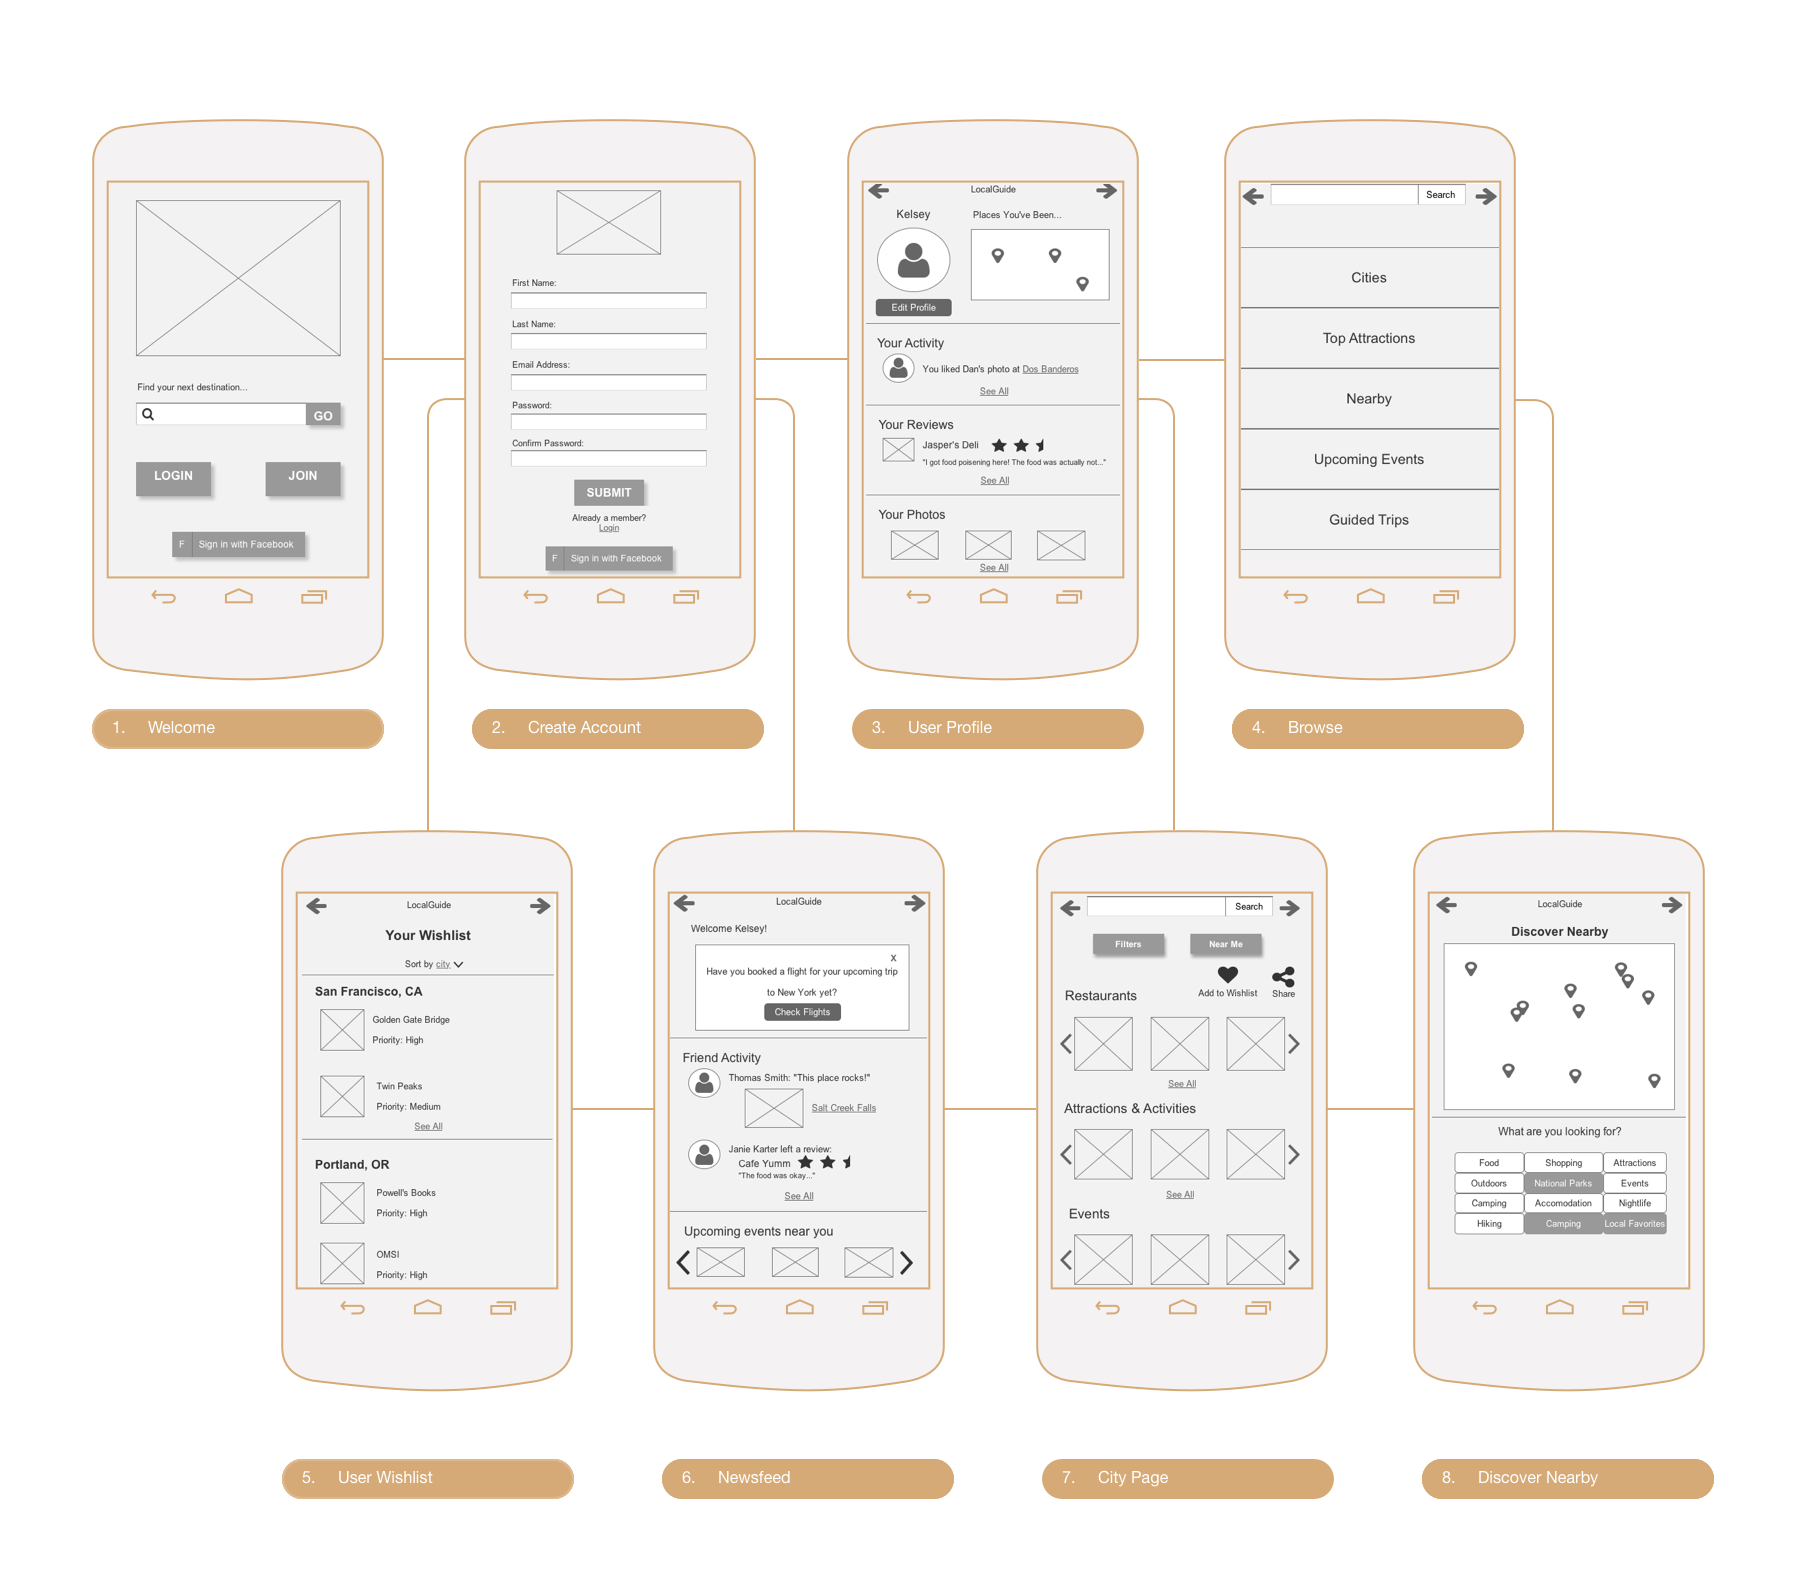 Find your next destination...
GO
LOGIN
JOIN
F Sign in with Facebook
1. Welcome
First Name:
Last Name:
Email Address:
Password:
Confirm Password:
SUBMIT
Already a member?
Login
F Sign in with Facebook
2. Create Account
LocalGuide
Kelsey
Places You've Been...
Edit Profile
Your Activity
You liked Dan's photo at Dos Banderos
See All
Your Reviews
Jasper's Deli
"I got food poisening here! The food was actually not..."
See All
Your Photos
See All
3. User Profile
Search
Cities
Top Attractions
Nearby
Upcoming Events
Guided Trips
4. Browse
LocalGuide
Your Wishlist
Sort by city
San Francisco, CA
Golden Gate Bridge
Priority: High
Twin Peaks
Priority: Medium
See All
Portland, OR
Powell's Books
Priority: High
OMSI
Priority: High
5. User Wishlist
LocalGuide
Welcome Kelsey!
X
Have you booked a flight for your upcoming trip
to New York yet?
Check Flights
Friend Activity
Thomas Smith: "This place rocks!"
Salt Creek Falls
Janie Karter left a review:
Cafe Yumm
"The food was okay..."
See All
Upcoming events near you
6. Newsfeed
Search
Filters
Near Me
Add to Wishlist
Share
Restaurants
See All
Attractions & Activities
See All
Events
7. City Page
LocalGuide
Discover Nearby
What are you looking for?
Food Shopping Attractions
Outdoors National Parks Events
Camping Accomodation Nightlife
Hiking Camping Local Favorites
8. Discover Nearby